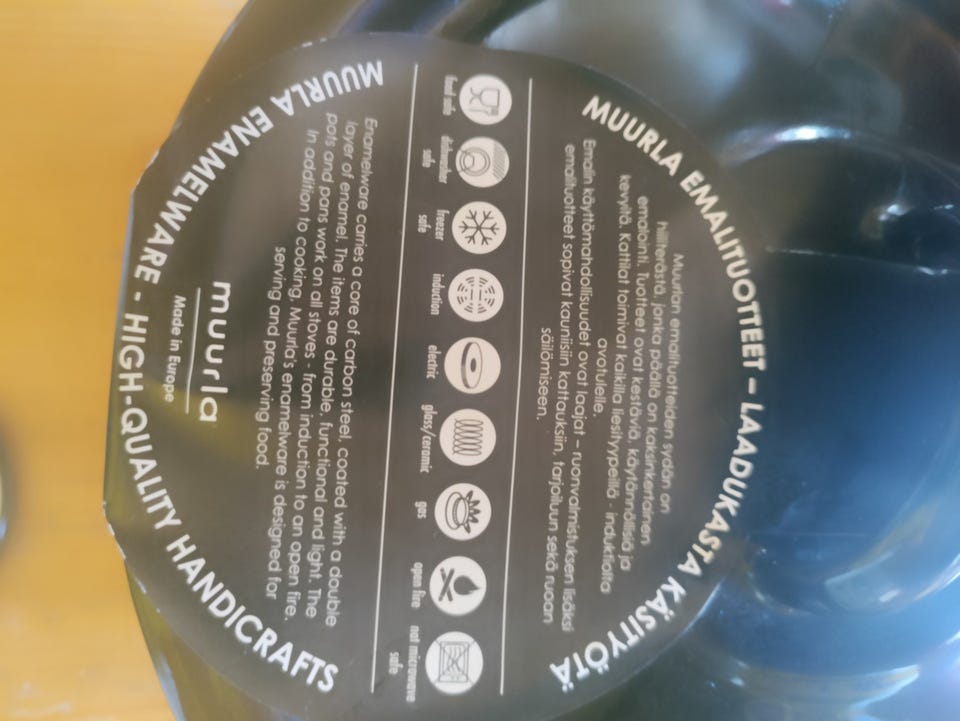 MUURLA EMALITUOTTEET – LAADUKASTA KÄSITYÖTÄ
Muurlan emalituotteiden sydän on
hiiliterästä, jonka päällä on kaksinkertainen
emalointi. Tuotteet ovat kestäviä, käytännöllisiä ja
kevyitä. Kattilat toimivat kaikilla liesityypeillä - induktiolta
avotulelle.
Emalin käyttömahdollisuudet ovat laajat – ruoanvalmistuksen lisäksi
emalituotteet sopivat kauniisiin kattauksiin, tarjoiluun sekä ruoan
säilömiseen.
food safe
dishwasher
safe
freezer
safe
induction
electric
glass/ceramic
gas
open fire
not microwave
safe
Enamelware carries a core of carbon steel, coated with a double
layer of enamel. The items are durable, functional and light. The
pots and pans work on all stoves - from induction to an open fire.
In addition to cooking, Muurla's enamelware is designed for
serving and preserving food.
muurla
Made in Europe
MUURLA ENAMELWARE - HIGH-QUALITY HANDICRAFTS